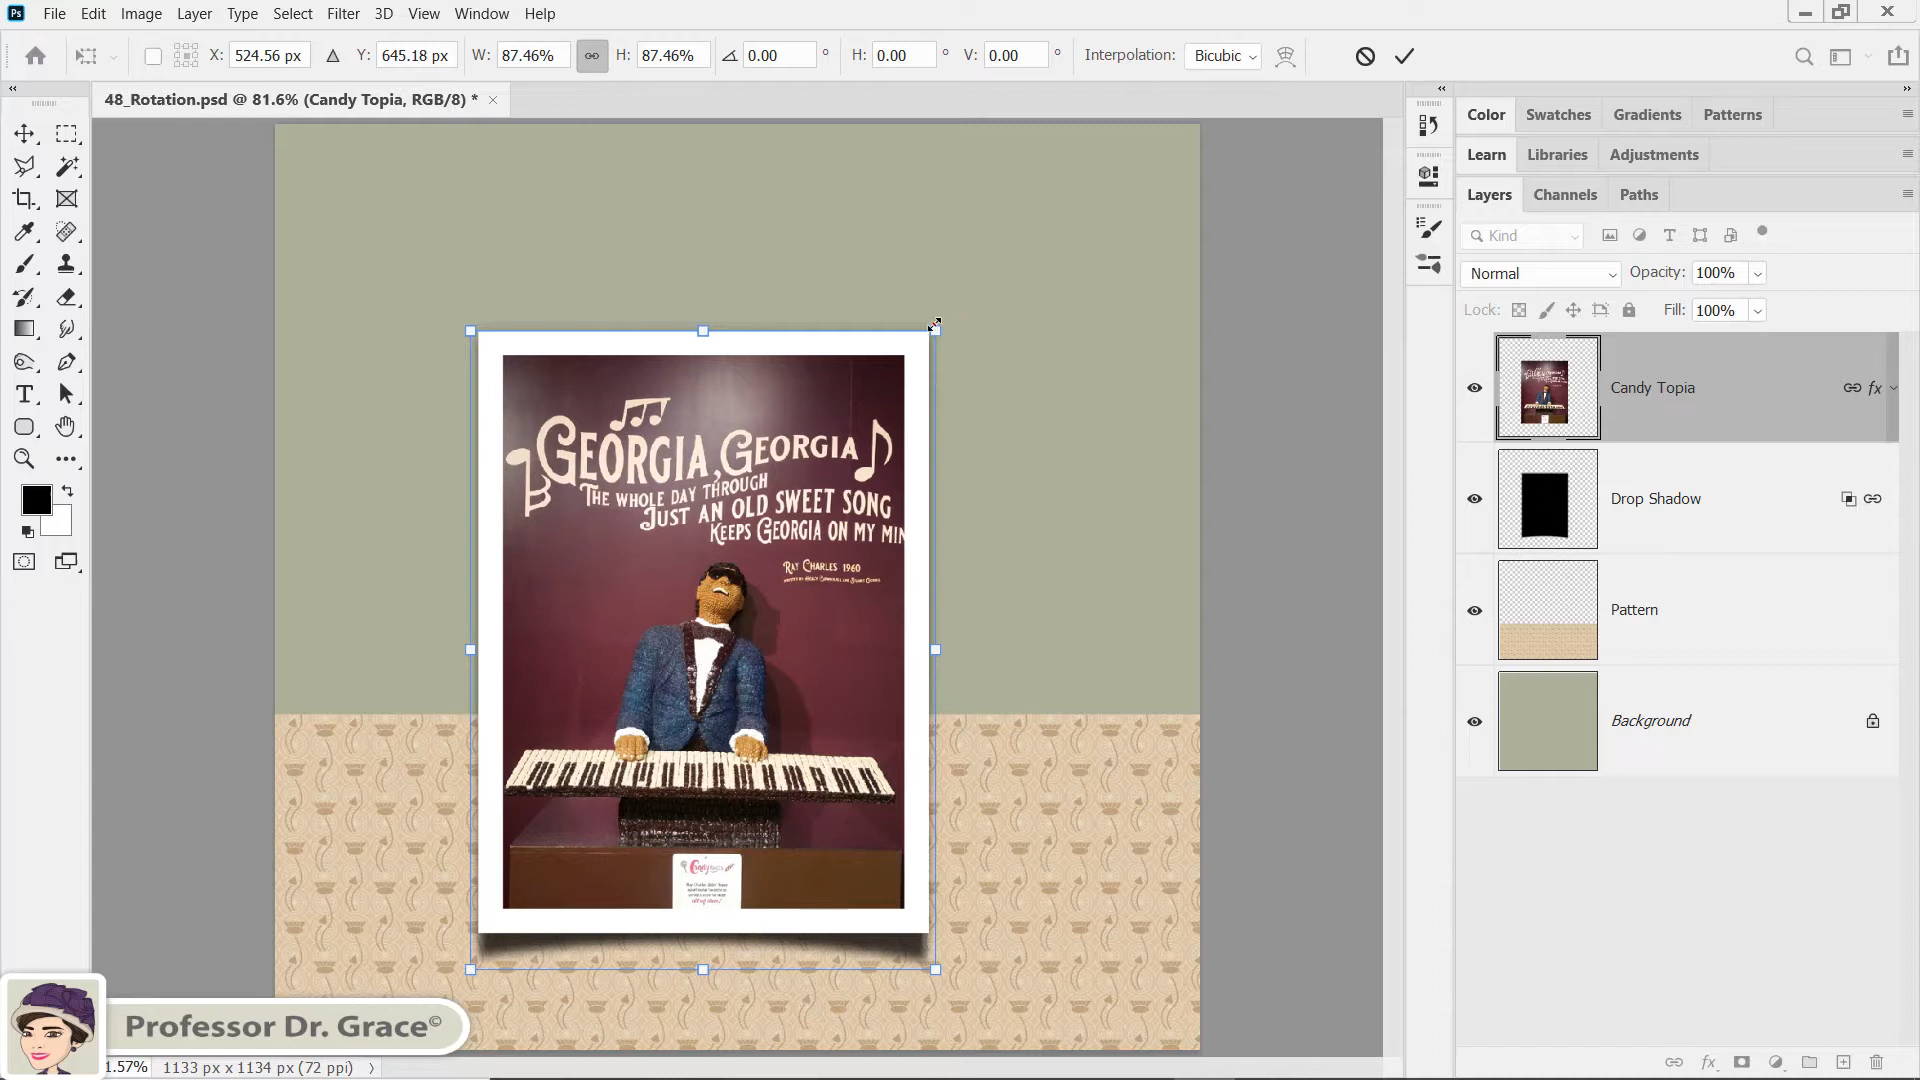 Ps File Edit Image Layer Type Select Filter 3D View Window Help
X: 524.56 px Y: 645.18 px W: 87.46% H: 87.46% 0.00 ° H: 0.00 ° V: 0.00 ° Interpolation: Bicubic
48_Rotation.psd @ 81.6% (Candy Topia, RGB/8) *
Color Swatches Gradients Patterns
Learn Libraries Adjustments
Layers Channels Paths
Kind
Normal Opacity: 100%
Lock: Fill: 100%
Candy Topia fx
Drop Shadow
Pattern
Background
GEORGIA, GEORGIA
THE WHOLE DAY THROUGH
JUST AN OLD SWEET SONG
KEEPS GEORGIA ON MY MIN
RAY CHARLES 1960
Professor Dr. Grace©
1.57% 1133 px x 1134 px (72 ppi)
fx